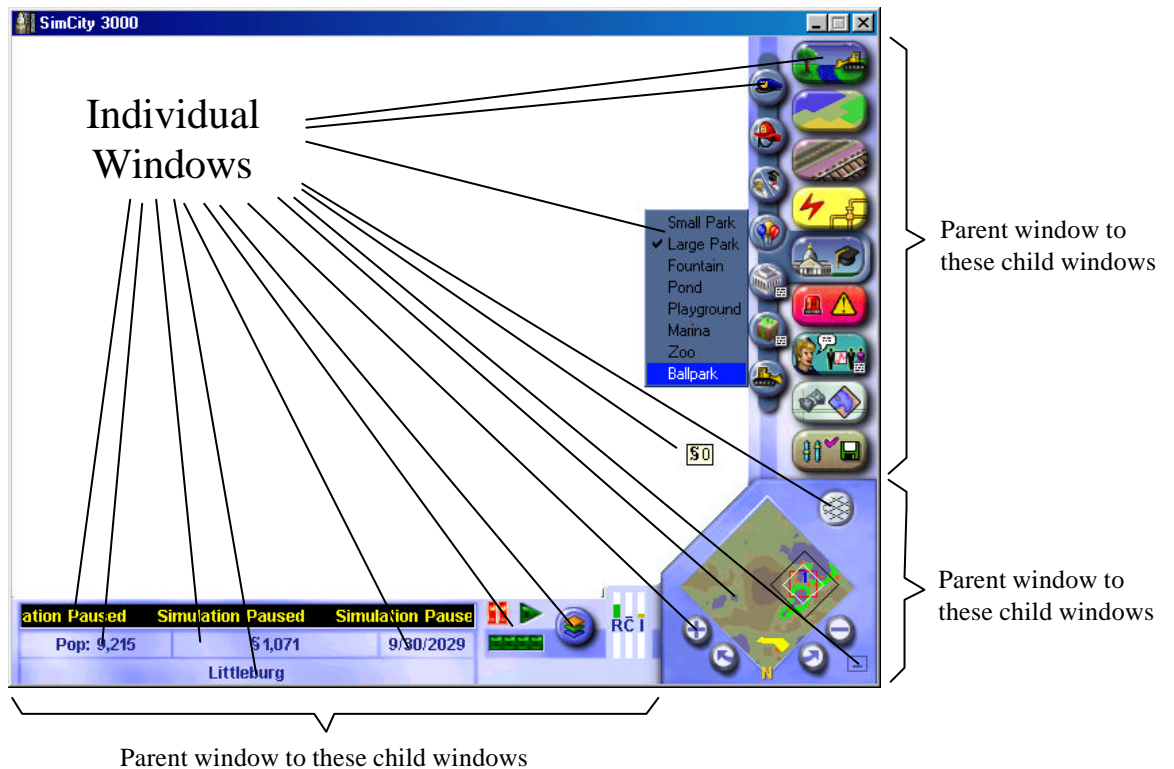 SimCity 3000
Individual
Windows
Small Park
Large Park
Fountain
Pond
Playground
Marina
Zoo
Ballpark
Parent window to
these child windows
§0
Parent window to
these child windows
ation Paused Simulation Paused Simulation Pause
Pop: 9,215 §1,071 9/30/2029
Littleburg
R C I
N
Parent window to these child windows